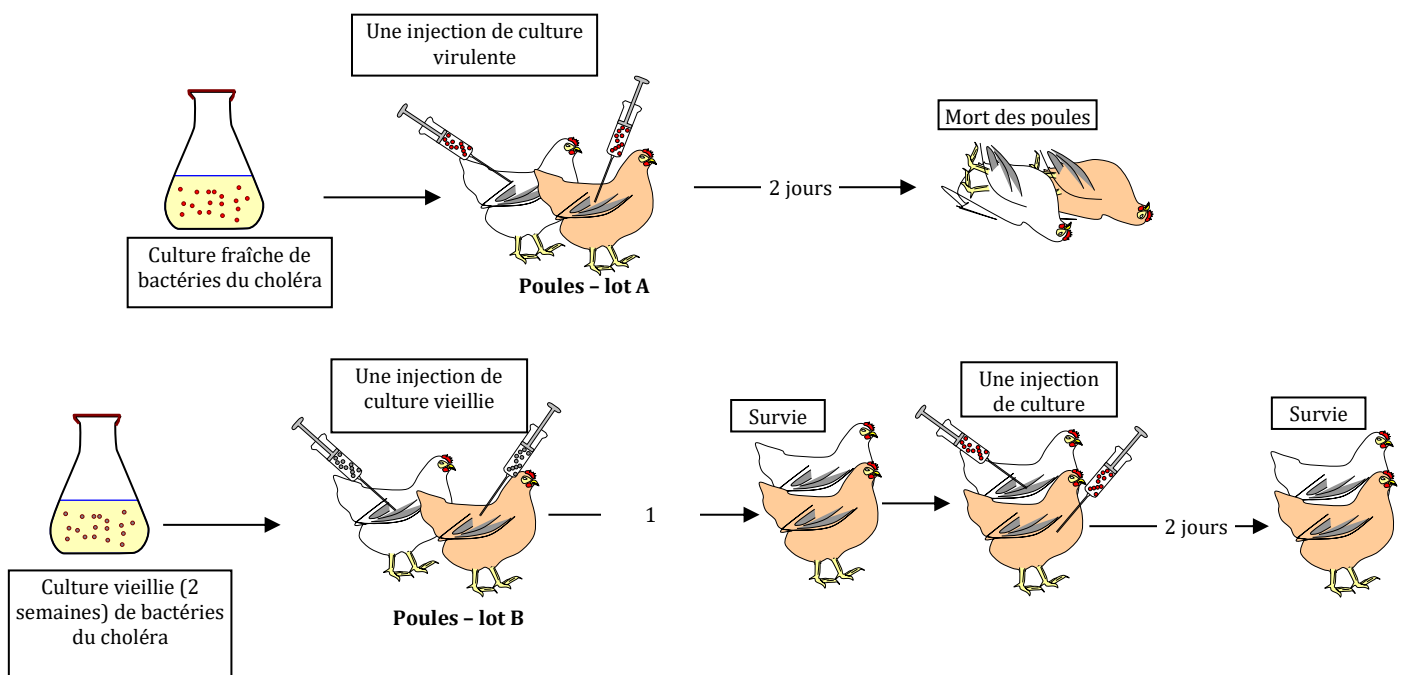 Une injection de culture
virulente
Mort des poules
2 jours
Culture fraîche de
bactéries du choléra
Poules – lot A
Une injection de
culture vieillie
Survie
Une injection
de culture
Survie
1
2 jours
Culture vieillie (2
semaines) de bactéries
du choléra
Poules – lot B